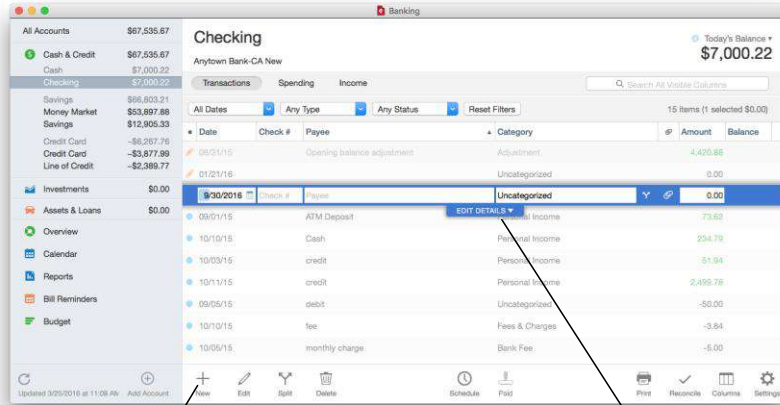 Banking
All Accounts $67,535.67
Cash & Credit $67,535.67
Cash $7,000.22
Checking $7,000.22
Savings $66,803.21
Money Market $53,897.88
Savings $12,905.33
Credit Card -$6,267.76
Credit Card -$3,877.99
Line of Credit -$2,389.77
Investments $0.00
Assets & Loans $0.00
Overview
Calendar
Reports
Bill Reminders
Budget
Updated 3/25/2016 at 11:08 AM Add Account
Checking
Anytown Bank-CA New
Today's Balance
$7,000.22
Transactions Spending Income
Search All Visible Columns
All Dates Any Type Any Status Reset Filters
15 items (1 selected $0.00)
Date Check # Payee Category Amount Balance
08/21/15 Opening balance adjustment Adjustment 4,420.86
01/21/16 Uncategorized 0.00
9/30/2016 Check # Payee Uncategorized 0.00
EDIT DETAILS
09/01/15 ATM Deposit Personal Income 73.62
10/10/15 Cash Personal Income 234.79
10/03/15 credit Personal Income 51.94
10/11/15 credit Personal Income 2,499.78
09/05/15 debit Uncategorized -50.00
10/10/15 fee Fees & Charges -3.84
10/05/15 monthly charge Bank Fee -5.00
New Edit Split Delete Schedule Paid Print Reconcile Columns Settings